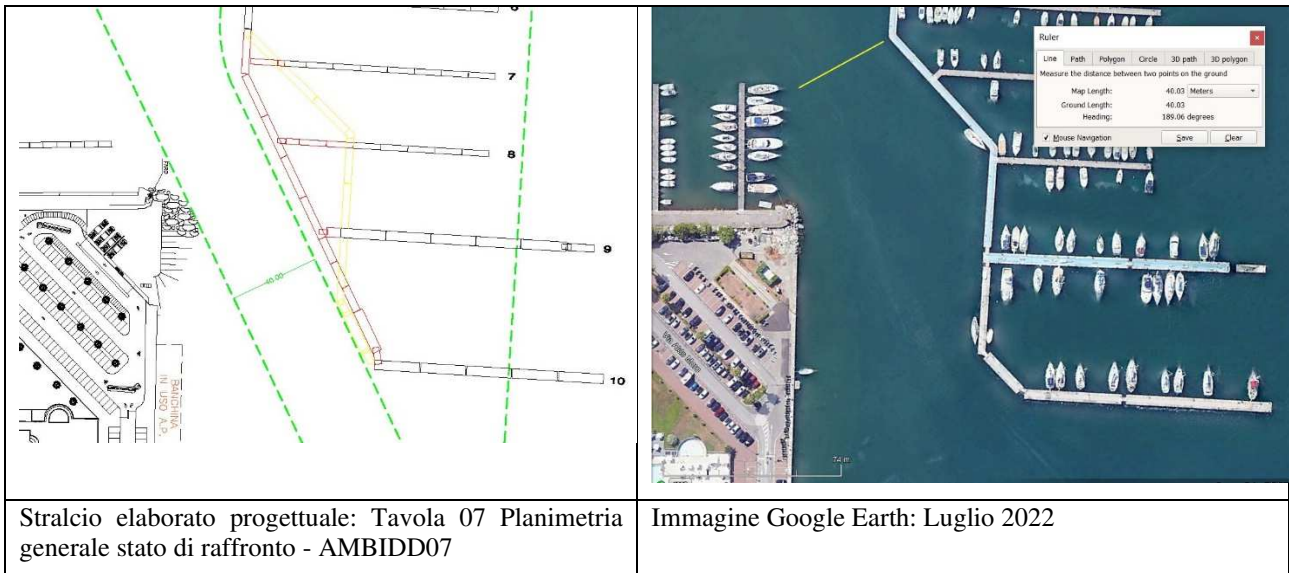 7
8
9
10
40.00
BANCHINA
IN USO A.P.
Ruler
Line Path Polygon Circle 3D path 3D polygon
Measure the distance between two points on the ground
Map Length: 40.03 Meters
Ground Length: 40.03
Heading: 189.06 degrees
Mouse Navigation Save Clear
74 m
Stralcio elaborato progettuale: Tavola 07 Planimetria
generale stato di raffronto - AMBIDD07
Immagine Google Earth: Luglio 2022